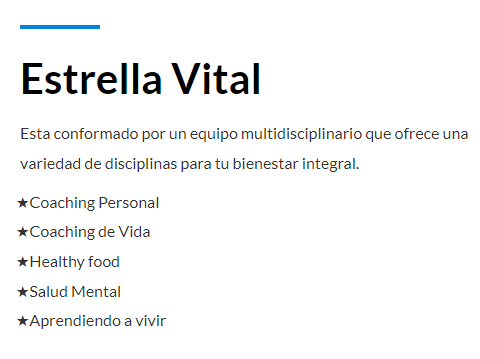 Estrella Vital
Esta conformado por un equipo multidisciplinario que ofrece una
variedad de disciplinas para tu bienestar integral.
★Coaching Personal
★Coaching de Vida
★Healthy food
★Salud Mental
★Aprendiendo a vivir